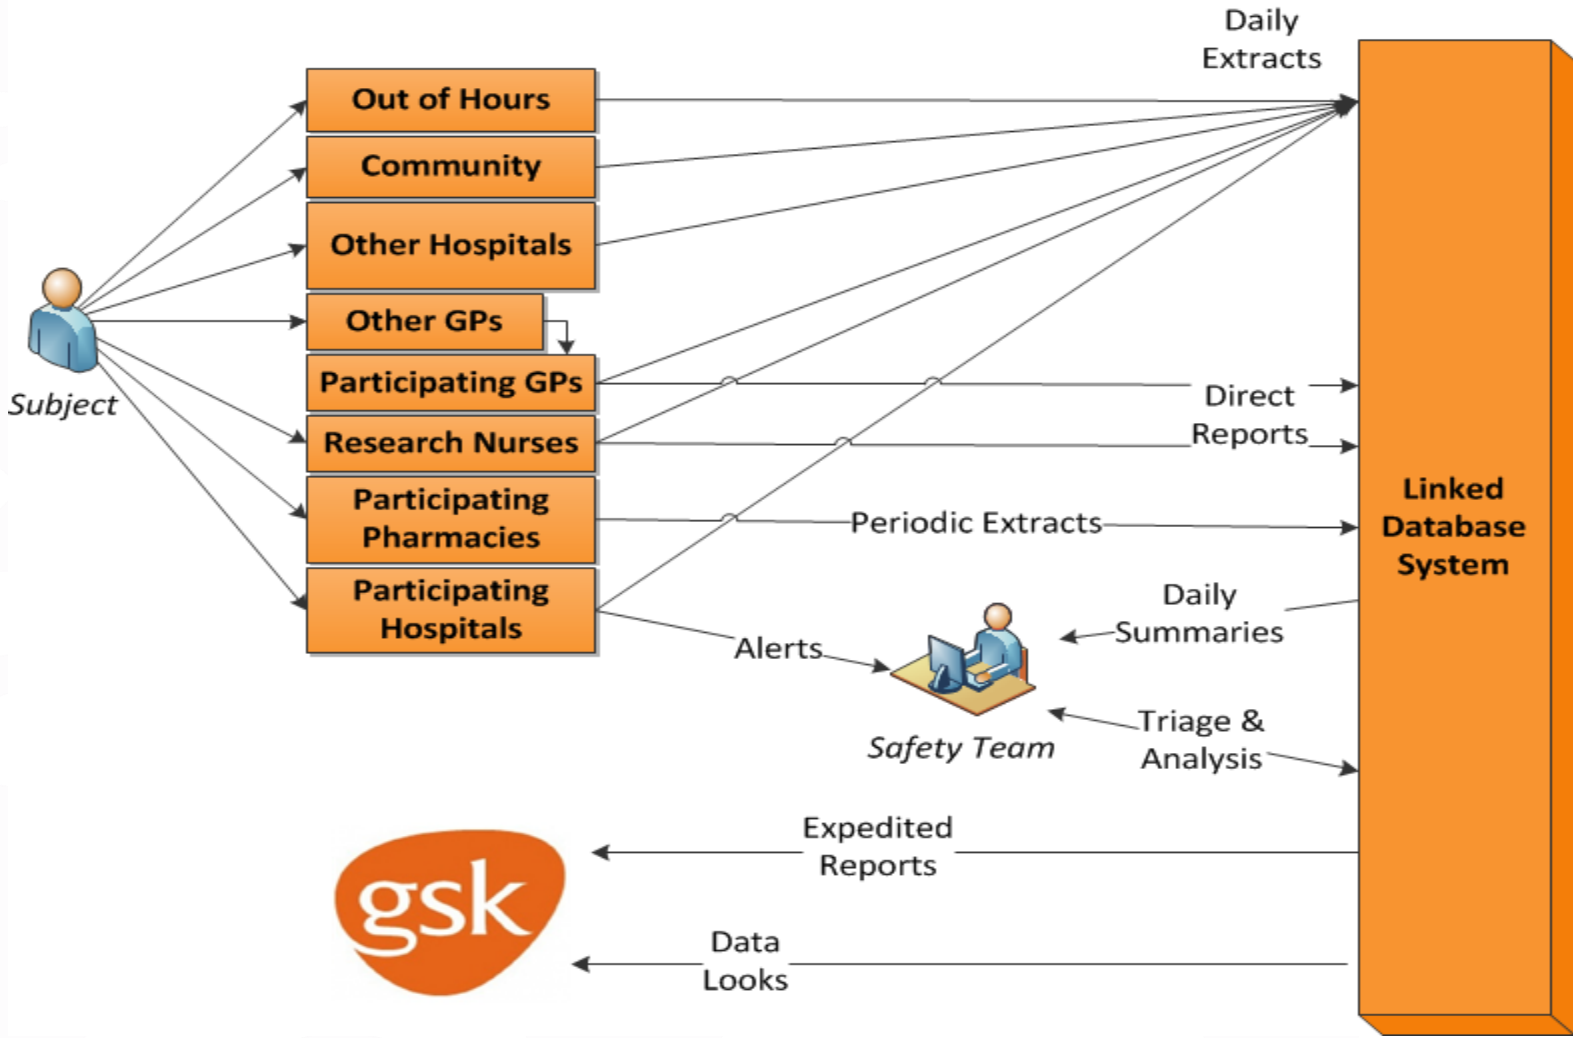 Daily
Extracts
Out of Hours
Community
Other Hospitals
Other GPs
Participating GPs
Research Nurses
Participating
Pharmacies
Participating
Hospitals
Subject
Direct
Reports
Periodic Extracts
Linked
Database
System
Daily
Summaries
Alerts
Safety Team
Triage &
Analysis
Expedited
Reports
gsk
Data
Looks